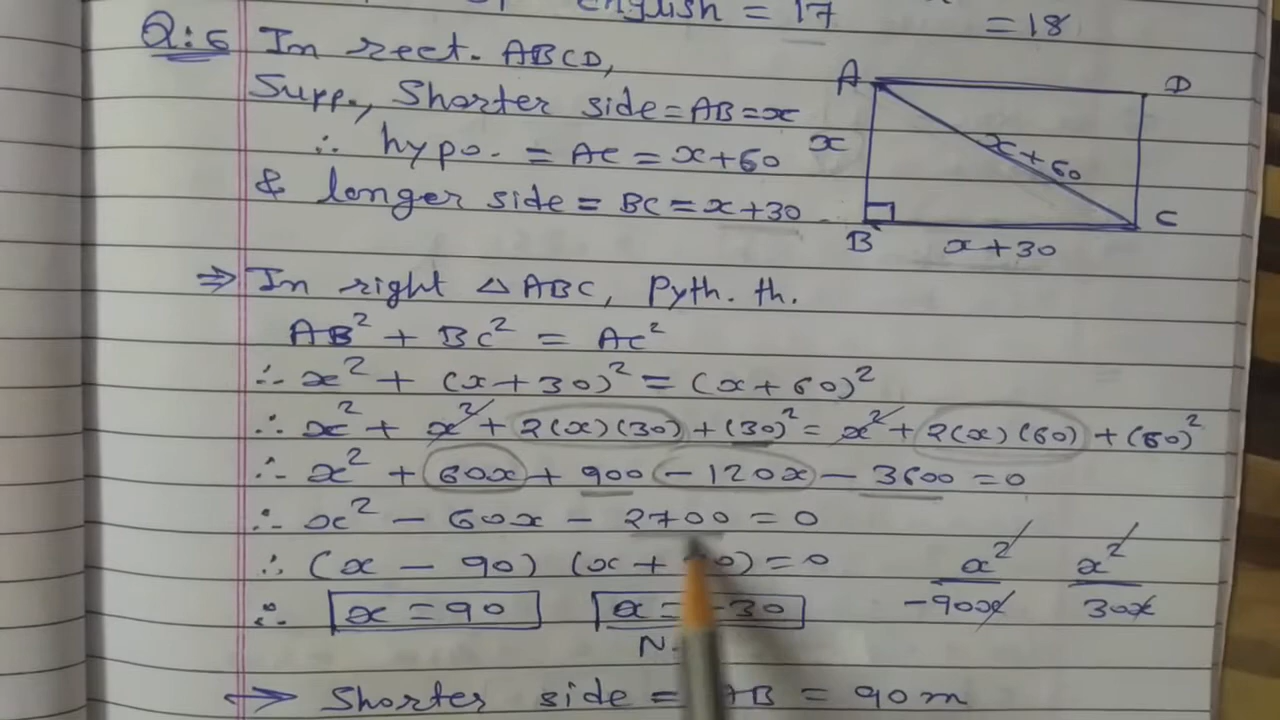 English = 17
= 18
Q:6 In rect. ABCD,
Supp., Shorter side = AB = x
∴ hypo. = AC = x+60
& longer side = BC = x+30
A
D
x
x+60
B
C
x+30
⇒ In right △ABC, Pyth. th.
AB² + BC² = AC²
∴ x² + (x+30)² = (x+60)²
∴ x² + x² + 2(x)(30) + (30)² = x² + 2(x)(60) + (60)²
∴ x² + 60x + 900 - 120x - 3600 = 0
∴ x² - 60x - 2700 = 0
∴ (x - 90) (x + 0) = 0
x² x²
-90x 30x
∴ x = 90 x = -30
N.
→ Shorter side = AB = 90m